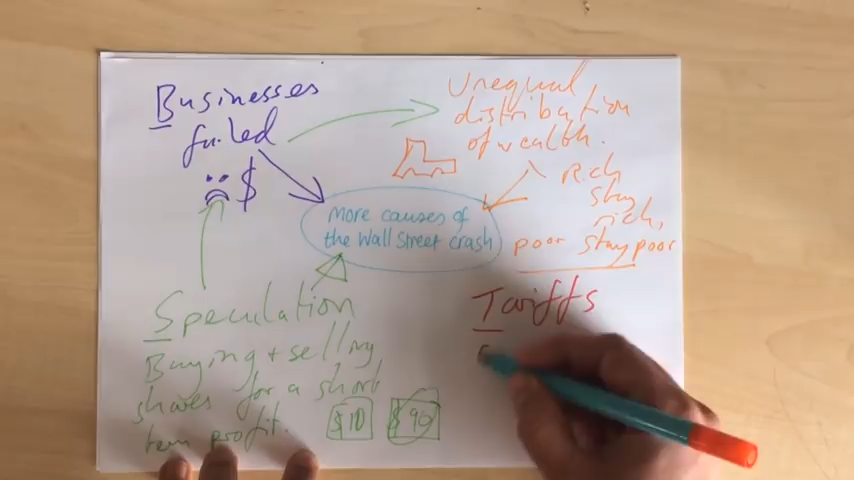 Businesses
failed
$
Unequal
distribution
of wealth.
Rich
stay
rich,
poor stay poor
More causes of
the Wall Street crash
Speculation
Buying + selling
shares for a short
term profit.
$10
$90
Tariffs